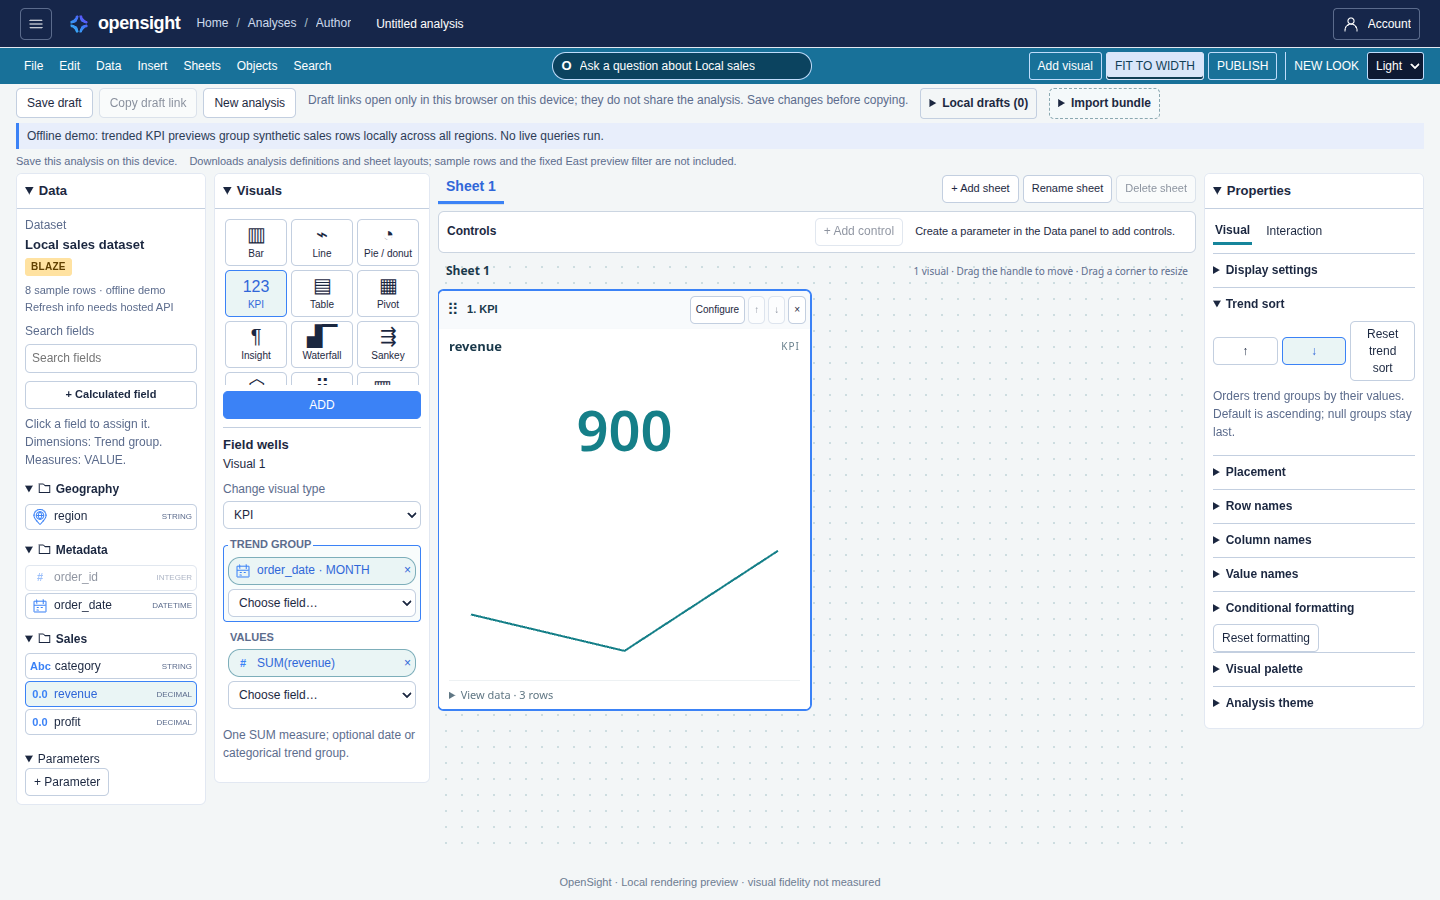 opensight
Home / Analyses / Author
Untitled analysis
Account
File Edit Data Insert Sheets Objects Search
Ask a question about Local sales
Add visual
FIT TO WIDTH
PUBLISH
NEW LOOK
Light
Save draft
Copy draft link
New analysis
Draft links open only in this browser on this device; they do not share the analysis. Save changes before copying.
Local drafts (0)
Import bundle
Offline demo: trended KPI previews group synthetic sales rows locally across all regions. No live queries run.
Save this analysis on this device. Downloads analysis definitions and sheet layouts; sample rows and the fixed East preview filter are not included.
Data
Dataset
Local sales dataset
BLAZE
8 sample rows · offline demo
Refresh info needs hosted API
Search fields
Search fields
+ Calculated field
Click a field to assign it.
Dimensions: Trend group.
Measures: VALUE.
Geography
region STRING
Metadata
# order_id INTEGER
order_date DATETIME
Sales
Abc category STRING
0.0 revenue DECIMAL
0.0 profit DECIMAL
Parameters
+ Parameter
Visuals
Bar
Line
Pie / donut
123
KPI
Table
Pivot
¶
Insight
Waterfall
Sankey
ADD
Field wells
Visual 1
Change visual type
KPI
TREND GROUP
order_date · MONTH ×
Choose field…
VALUES
# SUM(revenue) ×
Choose field…
One SUM measure; optional date or
categorical trend group.
Sheet 1
+ Add sheet
Rename sheet
Delete sheet
Controls
+ Add control
Create a parameter in the Data panel to add controls.
Sheet 1
1 visual · Drag the handle to move · Drag a corner to resize
1. KPI
Configure ↑ ↓ ×
revenue
KPI
900
View data · 3 rows
Properties
Visual
Interaction
Display settings
Trend sort
↑ ↓
Reset
trend
sort
Orders trend groups by their values.
Default is ascending; null groups stay
last.
Placement
Row names
Column names
Value names
Conditional formatting
Reset formatting
Visual palette
Analysis theme
OpenSight · Local rendering preview · visual fidelity not measured